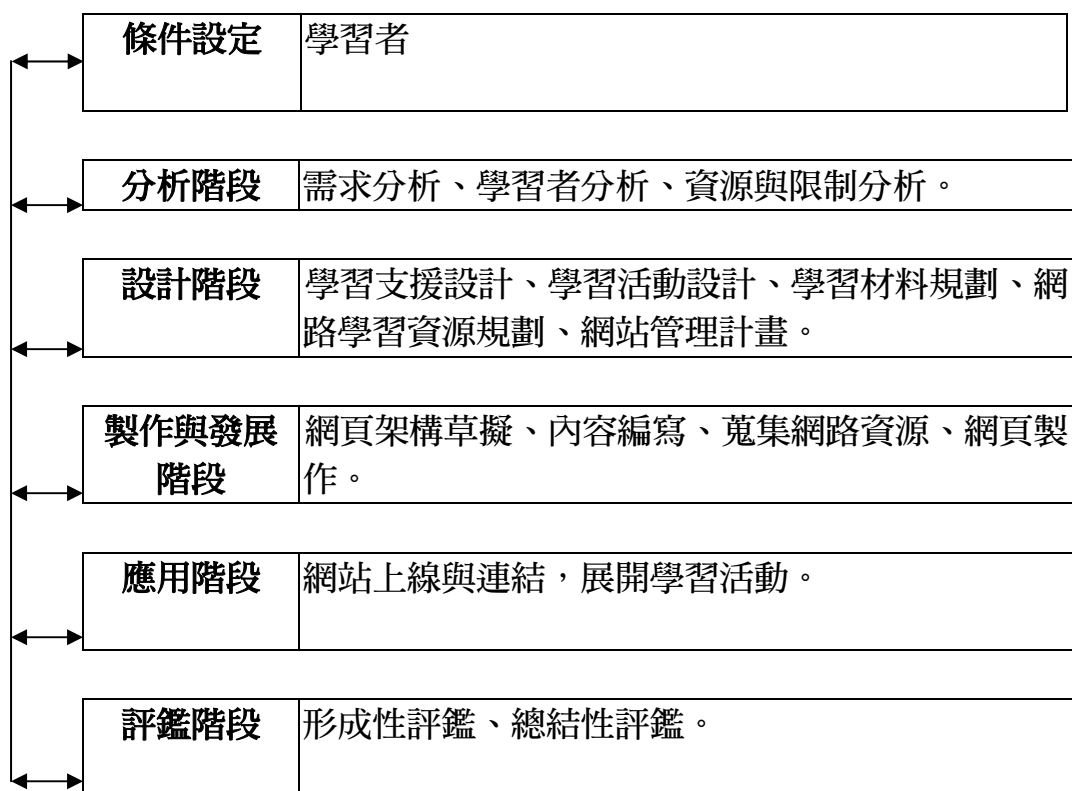 條件設定 學習者
分析階段 需求分析、學習者分析、資源與限制分析。
設計階段 學習支援設計、學習活動設計、學習材料規劃、網
路學習資源規劃、網站管理計畫。
製作與發展 網頁架構草擬、內容編寫、蒐集網路資源、網頁製
階段 作。
應用階段 網站上線與連結，展開學習活動。
評鑑階段 形成性評鑑、總結性評鑑。